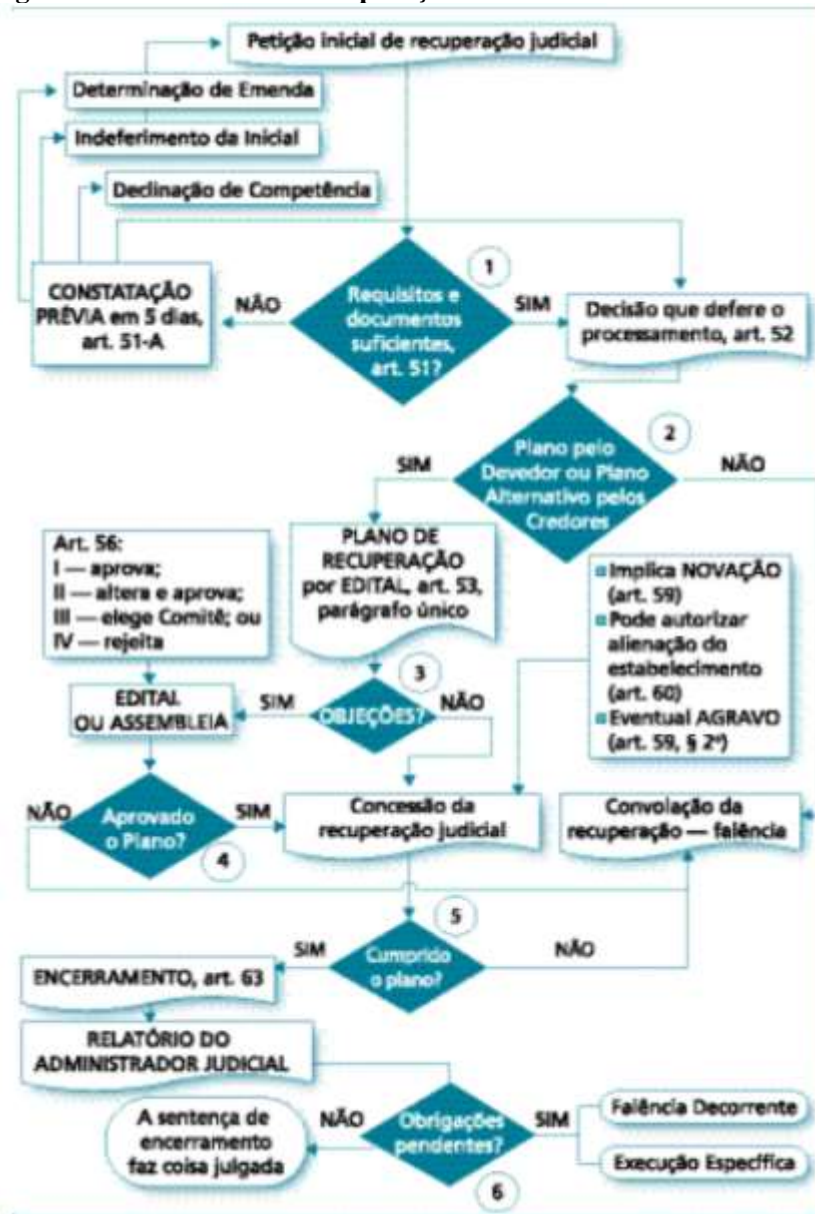 Petição inicial de recuperação judicial
Determinação de Emenda
Indeferimento da Inicial
Declinação de Competência
1
CONSTATAÇÃO
PRÉVIA em 5 dias,
art. 51-A
NÃO
Requisitos e
documentos
suficientes,
art. 51?
SIM
Decisão que defere o
processamento, art. 52
2
SIM
Plano pelo
Devedor ou Plano
Alternativo pelos
Credores
NÃO
Art. 56:
I — aprova;
II — altera e aprova;
III — elege Comitê; ou
IV — rejeita
PLANO DE
RECUPERAÇÃO
por EDITAL, art. 53,
parágrafo único
Implica NOVAÇÃO
(art. 59)
Pode autorizar
alienação do
estabelecimento
(art. 60)
Eventual AGRAVO
(art. 59, § 2º)
3
EDITAL
OU ASSEMBLEIA
SIM
OBJEÇÕES?
NÃO
NÃO
Aprovado
o Plano?
SIM
4
Concessão da
recuperação judicial
Convolação da
recuperação — falência
5
SIM
Cumprido
o plano?
NÃO
ENCERRAMENTO, art. 63
RELATÓRIO DO
ADMINISTRADOR JUDICIAL
A sentença de
encerramento
faz coisa julgada
NÃO
Obrigações
pendentes?
SIM
6
Falência Decorrente
Execução Específica